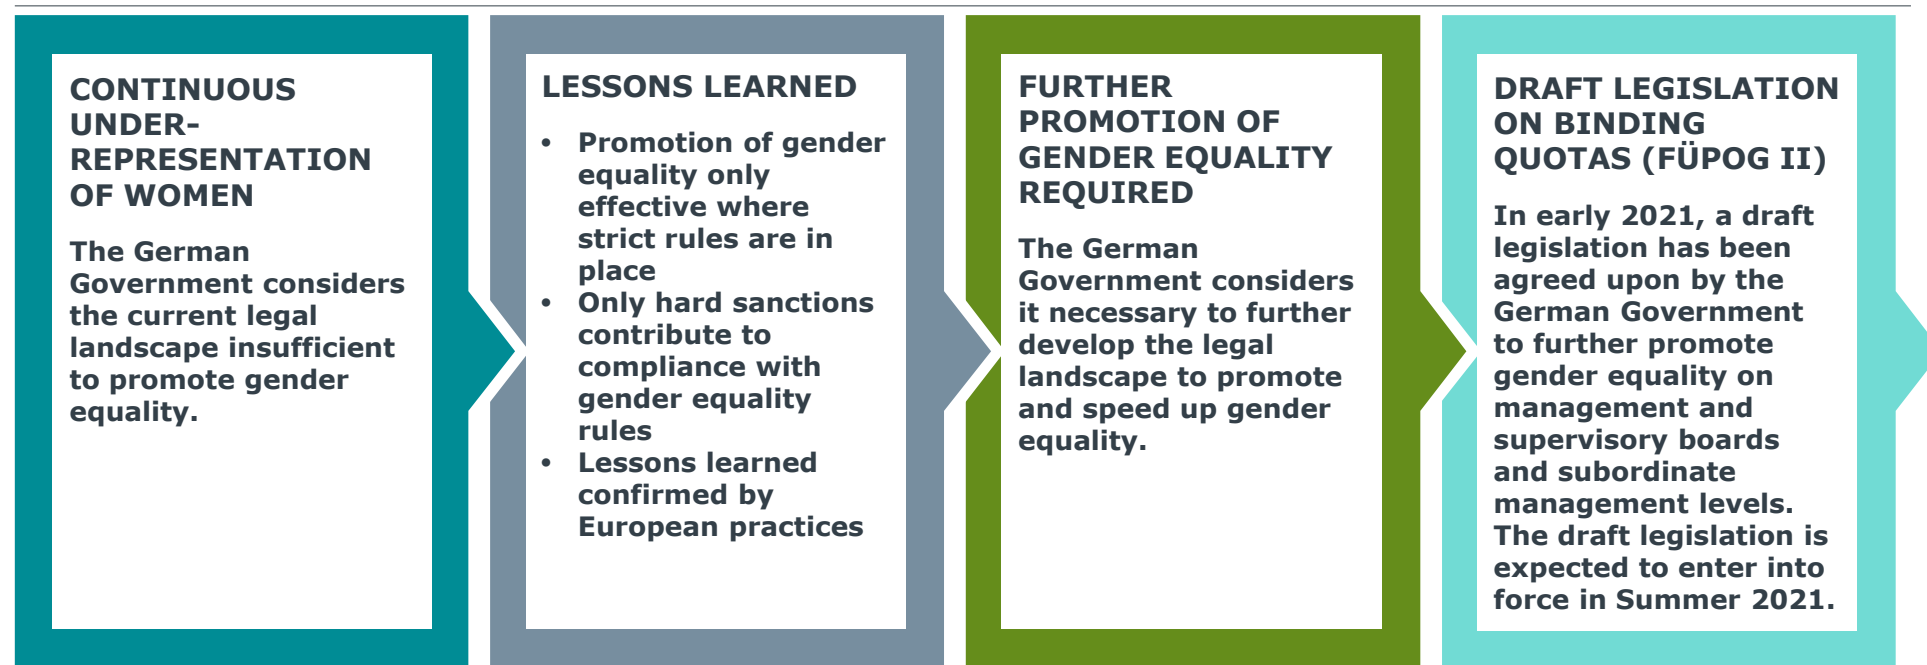 CONTINUOUS
UNDER-
REPRESENTATION
OF WOMEN
The German
Government considers
the current legal
landscape insufficient
to promote gender
equality.
LESSONS LEARNED
• Promotion of gender
equality only
effective where
strict rules are in
place
• Only hard sanctions
contribute to
compliance with
gender equality
rules
• Lessons learned
confirmed by
European practices
FURTHER
PROMOTION OF
GENDER EQUALITY
REQUIRED
The German
Government considers
it necessary to further
develop the legal
landscape to promote
and speed up gender
equality.
DRAFT LEGISLATION
ON BINDING
QUOTAS (FÜPOG II)
In early 2021, a draft
legislation has been
agreed upon by the
German Government
to further promote
gender equality on
management and
supervisory boards
and subordinate
management levels.
The draft legislation is
expected to enter into
force in Summer 2021.